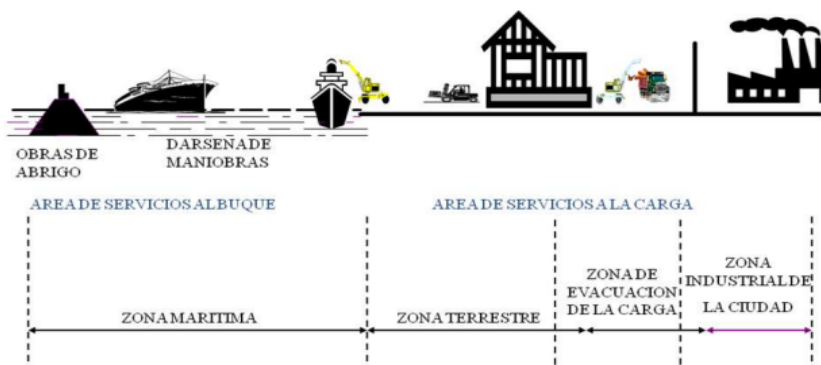 OBRAS DE
ABRIGO
DARSENA DE
MANIOBRAS
AREA DE SERVICIOS AL BUQUE
AREA DE SERVICIOS A LA CARGA
ZONA MARITIMA
ZONA TERRESTRE
ZONA DE
EVACUACION
DE LA CARGA
ZONA
INDUSTRIAL DE
LA CIUDAD